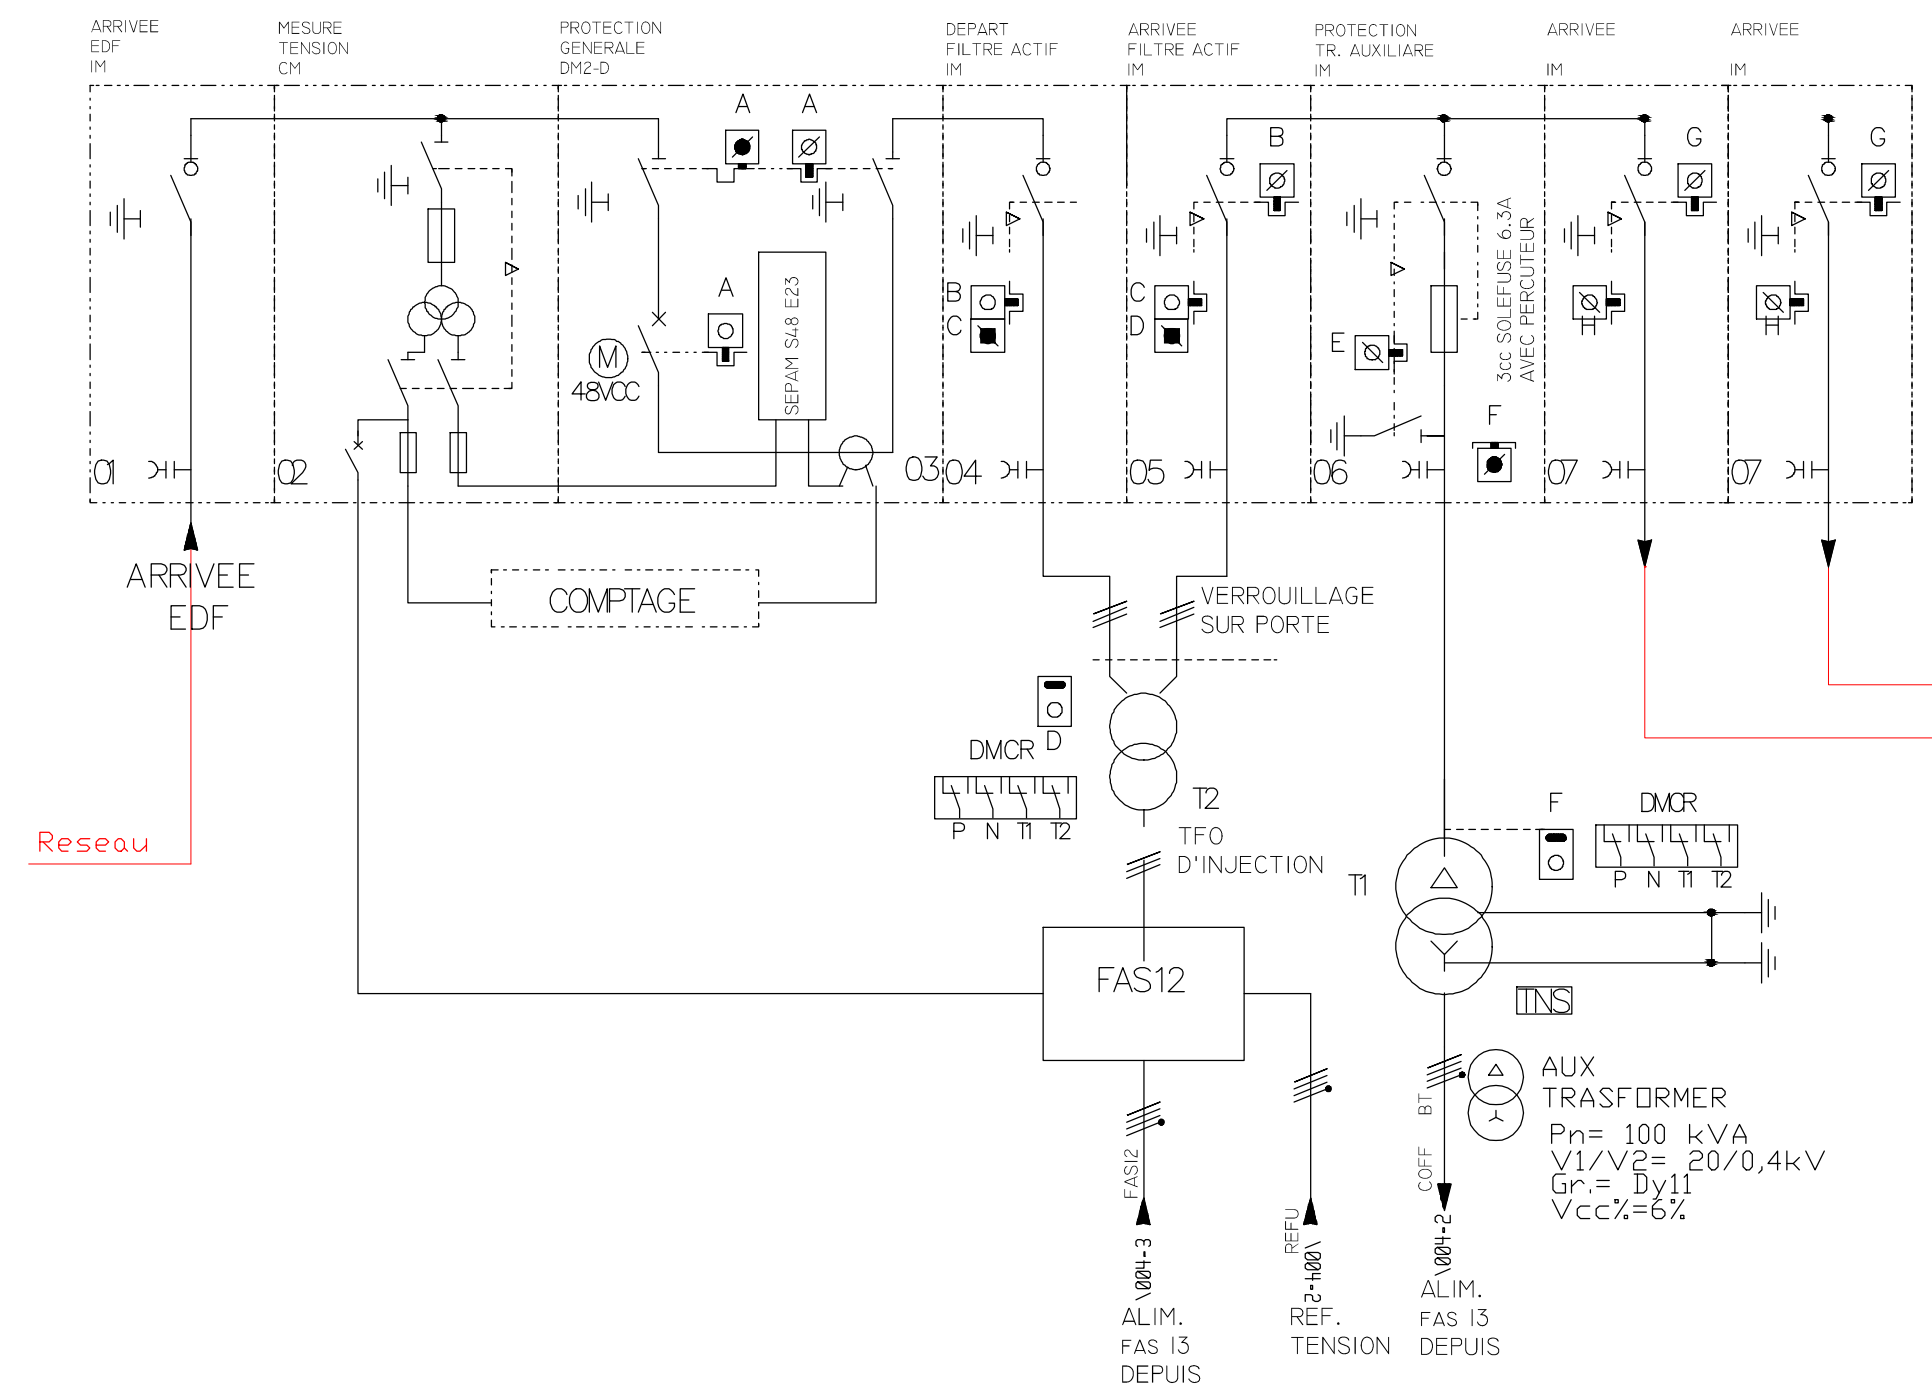 ARRIVEE
EDF
IM
MESURE
TENSION
CM
PROTECTION
GENERALE
DM2-D
DEPART
FILTRE ACTIF
IM
ARRIVEE
FILTRE ACTIF
IM
PROTECTION
TR. AUXILIARE
IM
ARRIVEE
IM
ARRIVEE
IM
A
A
B
G
G
A
B
C
C
D
E
H
H
F
M
48VCC
SEPAM S48 E23
3cc SOLEFUSE 6.3A
AVEC PERCUTEUR
01
02
03
04
05
06
07
07
ARRIVEE
EDF
COMPTAGE
VERROUILLAGE
SUR PORTE
D
DMCR
P N T1 T2
T2
TFO
D'INJECTION
Reseau
F
DMCR
P N T1 T2
T1
FAS12
TNS
AUX
TRASFORMER
Pn= 100 kVA
V1/V2= 20/0,4kV
Gr.= Dy11
Vcc%=6%
FAS12
\004-3
ALIM.
FAS 13
DEPUIS
REFU
\004-2
REF.
TENSION
COFF BT
\004-2
ALIM.
FAS 13
DEPUIS